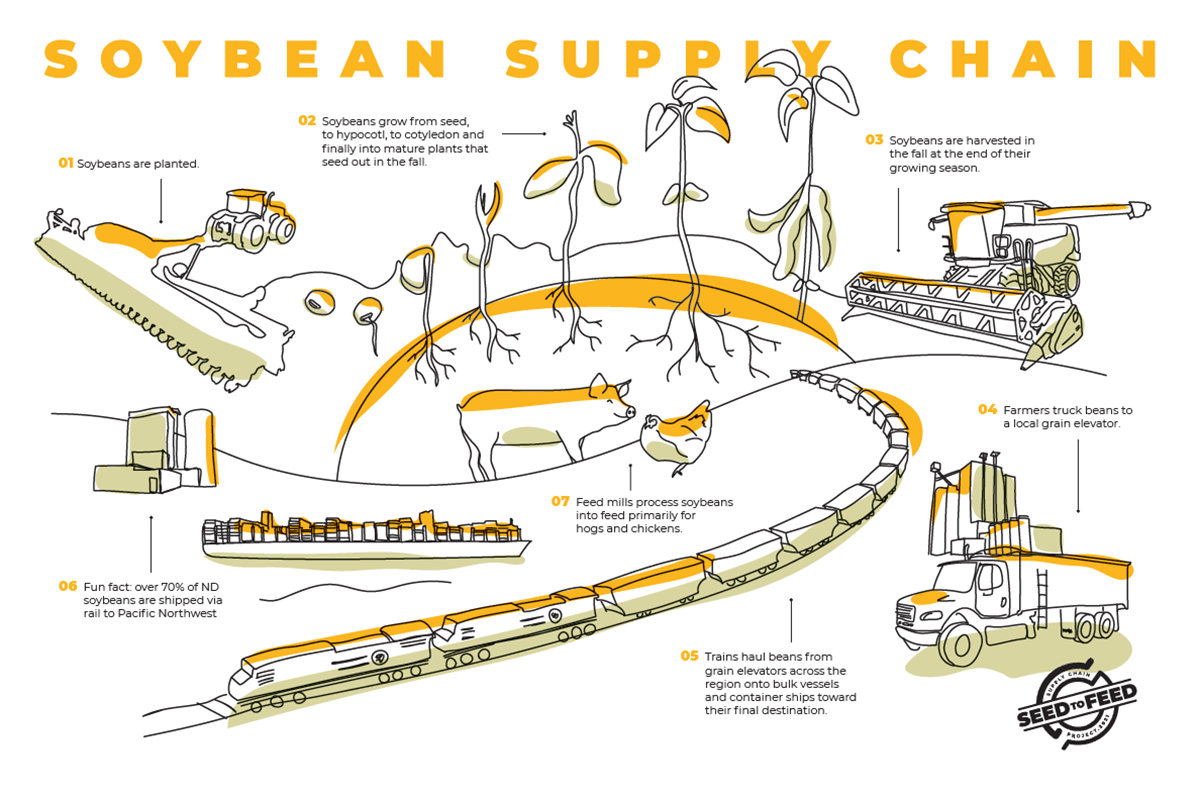 SOYBEAN SUPPLY CHAIN
01 Soybeans are planted.
02 Soybeans grow from seed,
to hypocotl, to cotyledon and
finally into mature plants that
seed out in the fall.
03 Soybeans are harvested in
the fall at the end of their
growing season.
04 Farmers truck beans to
a local grain elevator.
05 Trains haul beans from
grain elevators across the
region onto bulk vessels
and container ships toward
their final destination.
06 Fun fact: over 70% of ND
soybeans are shipped via
rail to Pacific Northwest
07 Feed mills process soybeans
into feed primarily for
hogs and chickens.
SUPPLY CHAIN
SEED TO FEED
PROJECT. 2021